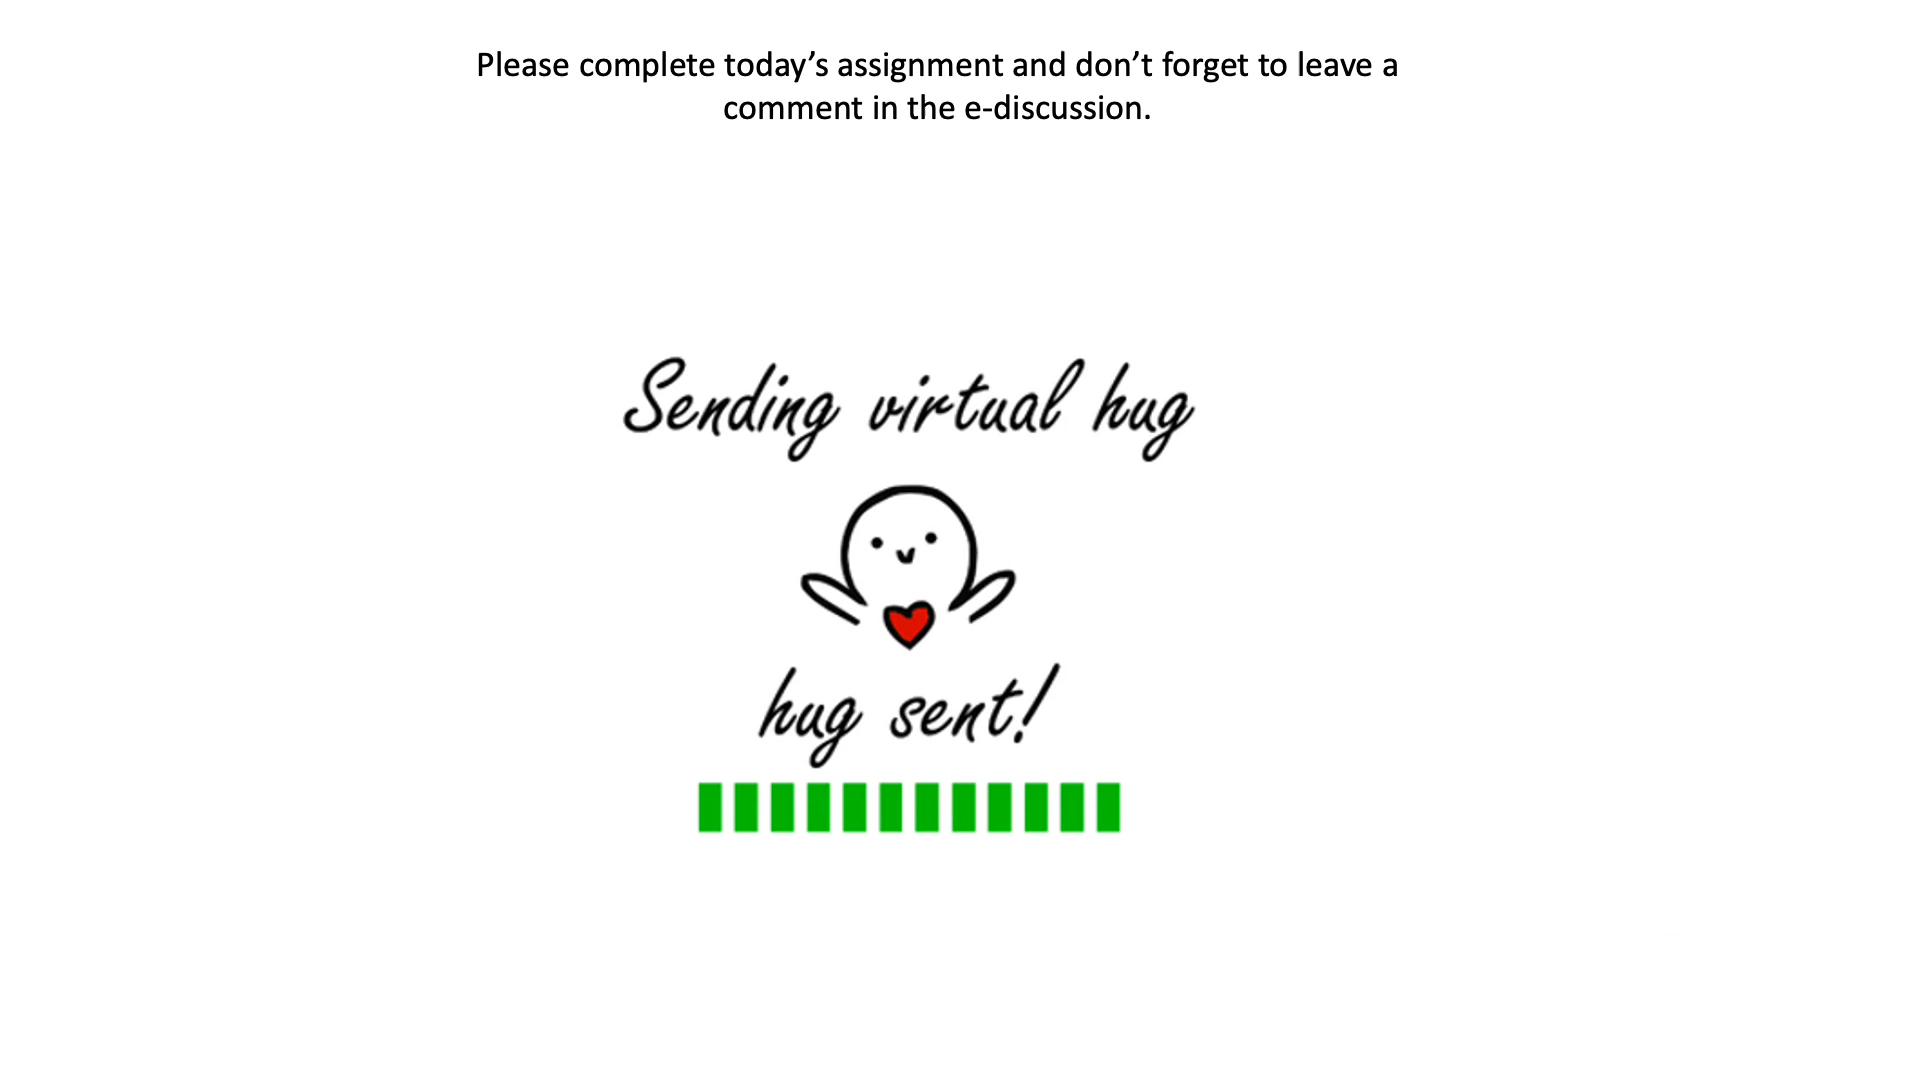 Please complete today’s assignment and don’t forget to leave a
comment in the e-discussion.
Sending virtual hug
hug sent!